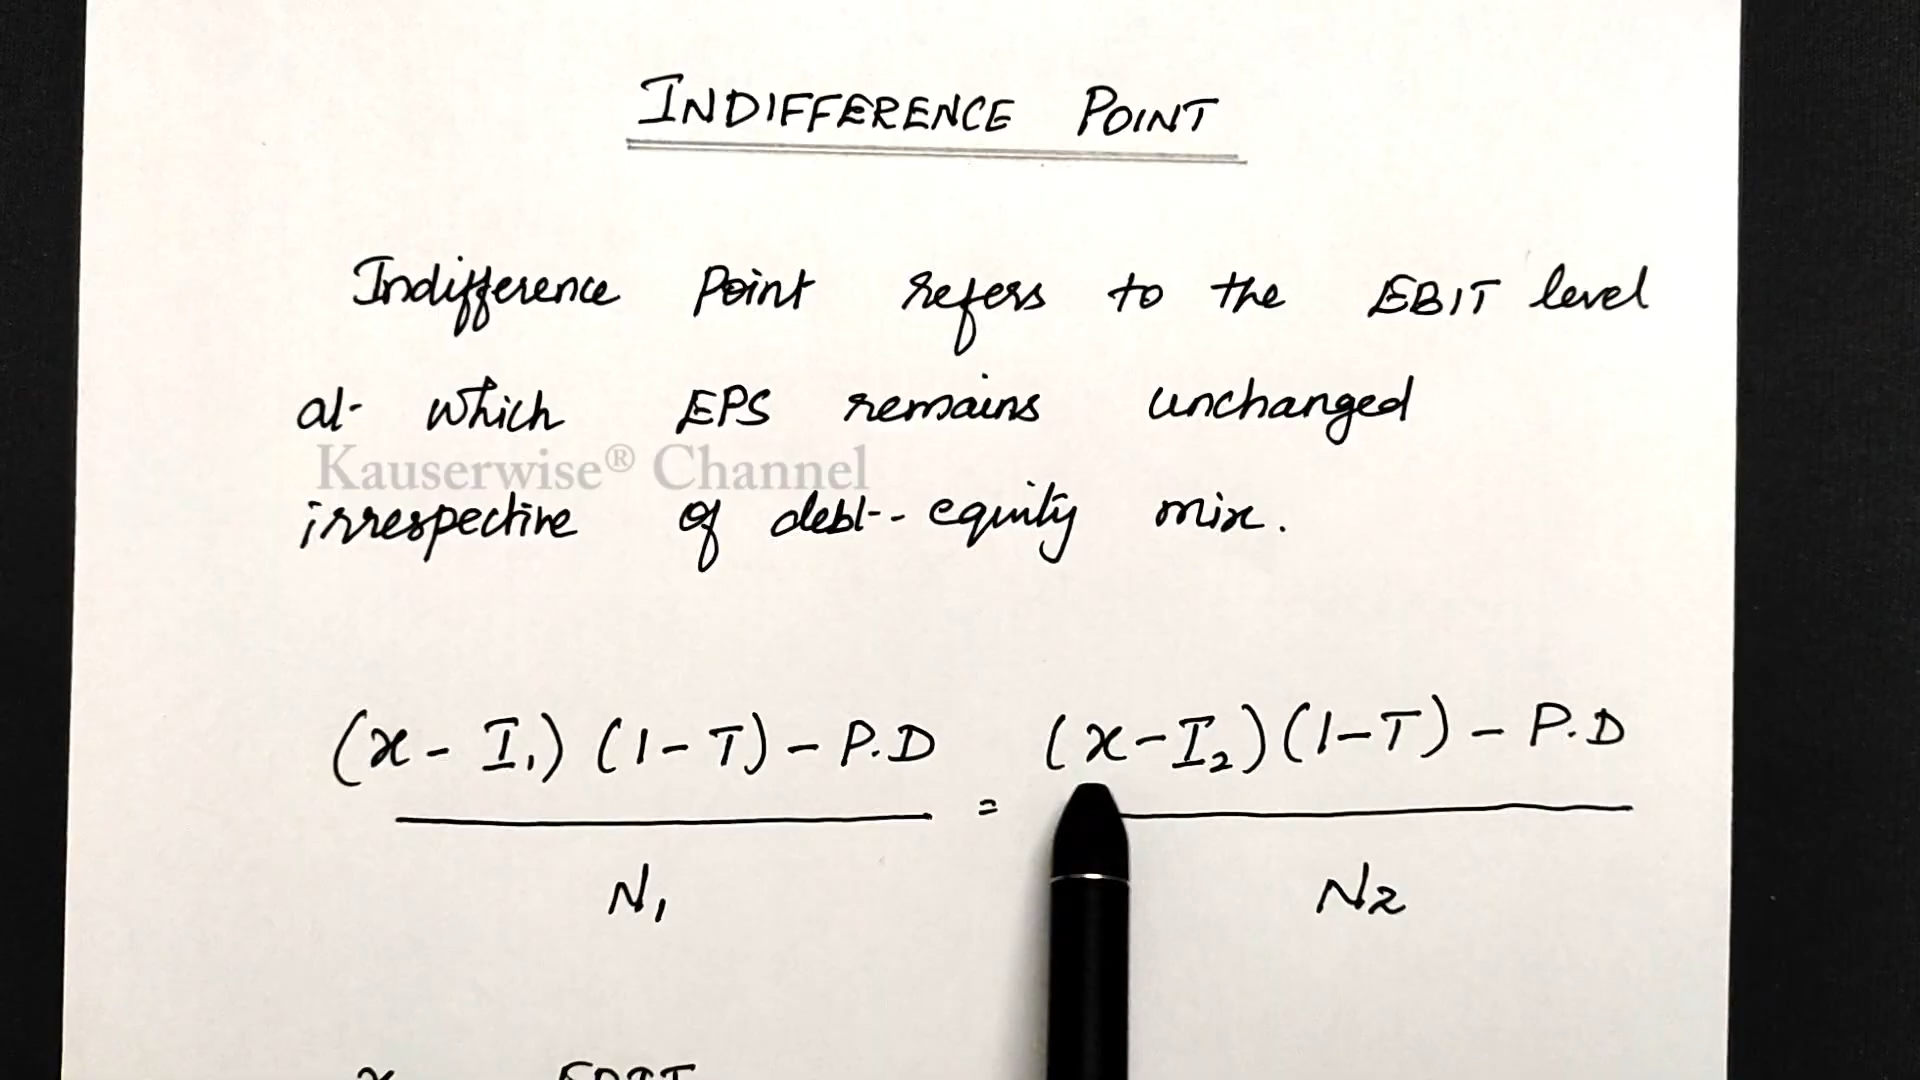 INDIFFERENCE POINT
Indifference Point refers to the EBIT level
at which EPS remains unchanged
Kauserwise® Channel
irrespective of debt-equity mix.
(x - I₁) (1 - T) - P.D = (x - I₂) (1 - T) - P.D
N₁ N₂
x EBIT